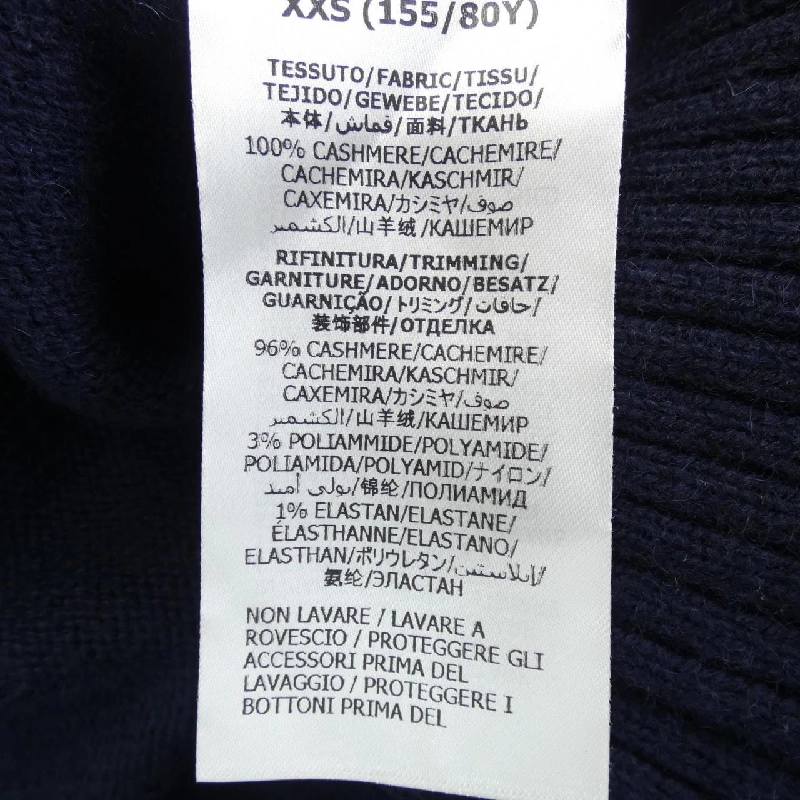 XXS (155/80Y)
TESSUTO/FABRIC/TISSU/
TEJIDO/GEWEBE/TECIDO/
本体/قماش/面料/ТКАНЬ
100% CASHMERE/CACHEMIRE/
CACHEMIRA/KASCHMIR/
CAXEMIRA/カシミヤ/صوف
الكشمير/山羊绒/КАШЕМИР
RIFINITURA/TRIMMING/
GARNITURE/ADORNO/BESATZ/
GUARNIÇÃO/トリミング/حافات/
装饰部件/ОТДЕЛКА
96% CASHMERE/CACHEMIRE/
CACHEMIRA/KASCHMIR/
CAXEMIRA/カシミヤ/صوف
الكشمير/山羊绒/КАШЕМИР
3% POLIAMMIDE/POLYAMIDE/
POLIAMIDA/POLYAMID/ナイロン/
بولي أميد/锦纶/ПОЛИАМИД
1% ELASTAN/ELASTANE/
ÉLASTHANNE/ELASTANO/
ELASTHAN/ポリウレタン/ايلاستين/
氨纶/ЭЛАСТАН
NON LAVARE / LAVARE A
ROVESCIO / PROTEGGERE GLI
ACCESSORI PRIMA DEL
LAVAGGIO / PROTEGGERE I
BOTTONI PRIMA DEL